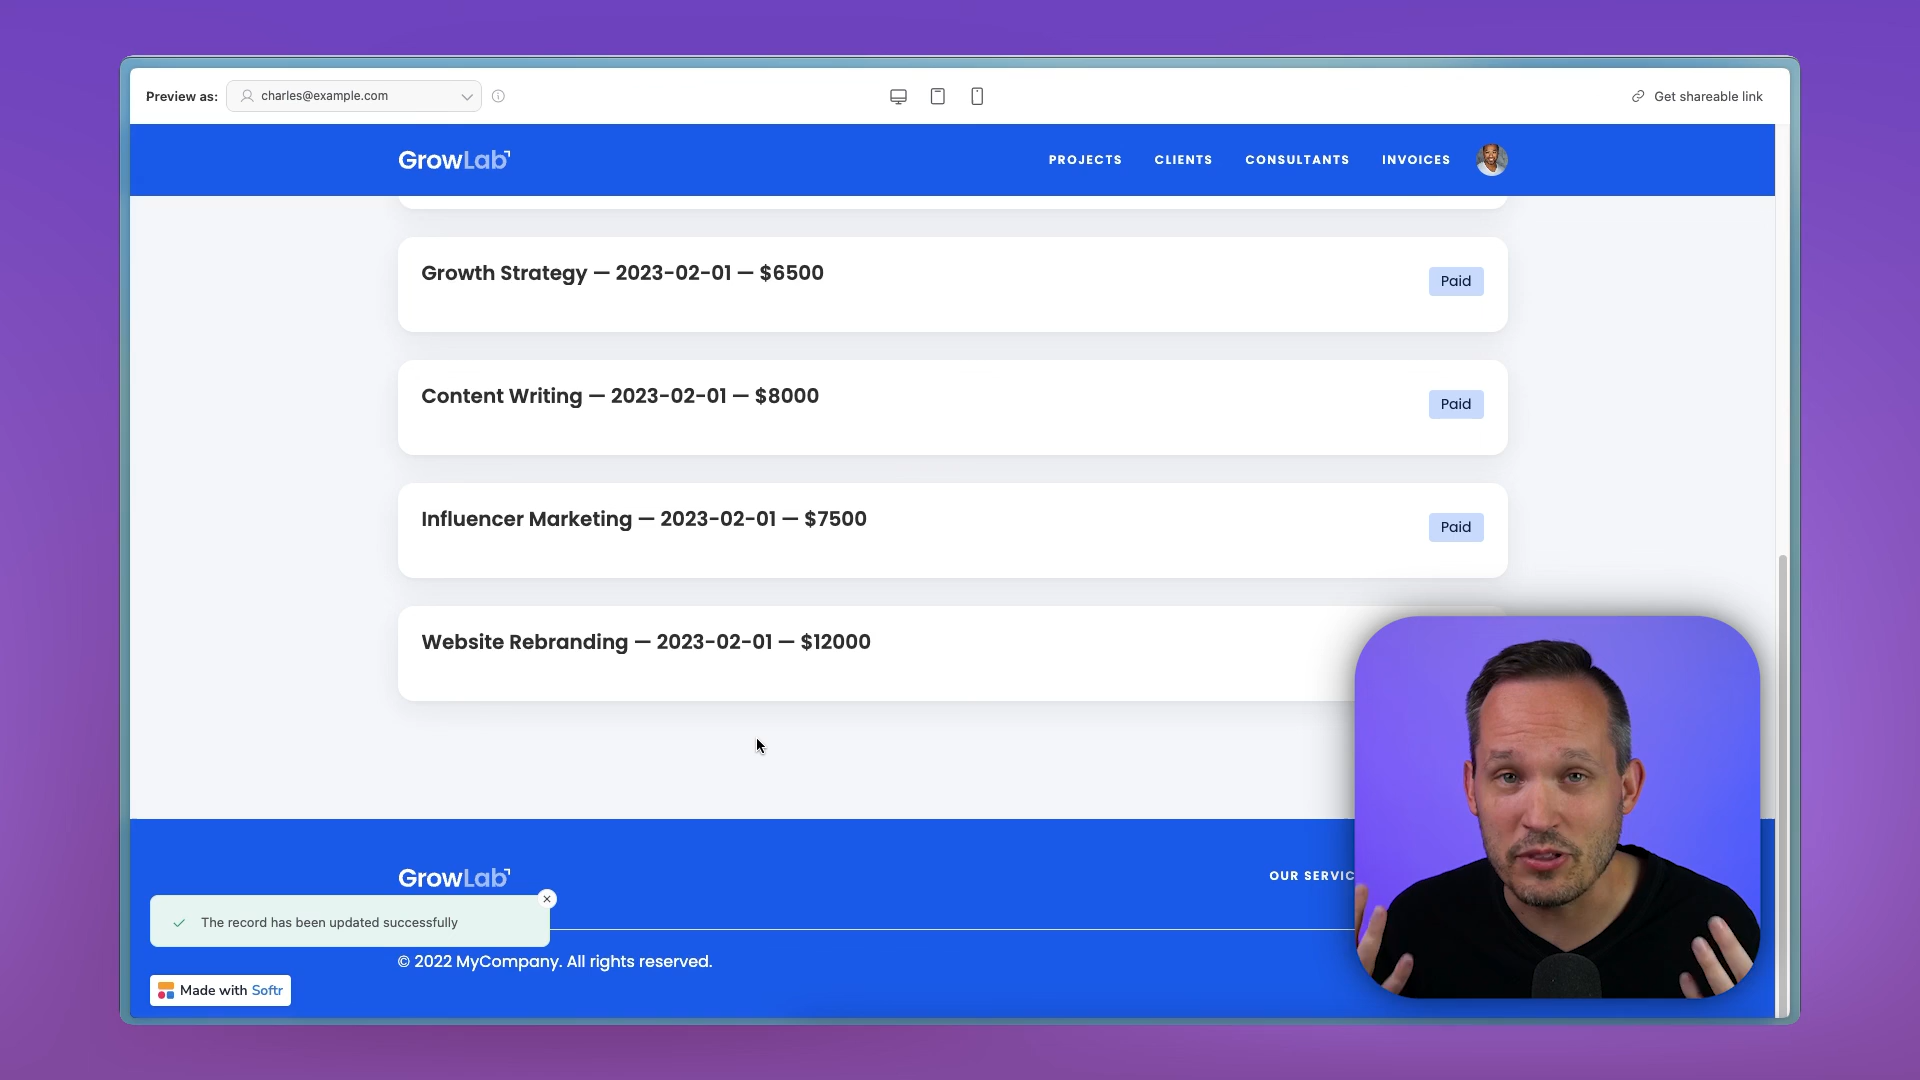 Preview as: charles@example.com Get shareable link
GrowLab PROJECTS CLIENTS CONSULTANTS INVOICES
Growth Strategy — 2023-02-01 — $6500 Paid
Content Writing — 2023-02-01 — $8000 Paid
Influencer Marketing — 2023-02-01 — $7500 Paid
Website Rebranding — 2023-02-01 — $12000
GrowLab OUR SERVIC
The record has been updated successfully
© 2022 MyCompany. All rights reserved.
Made with Softr